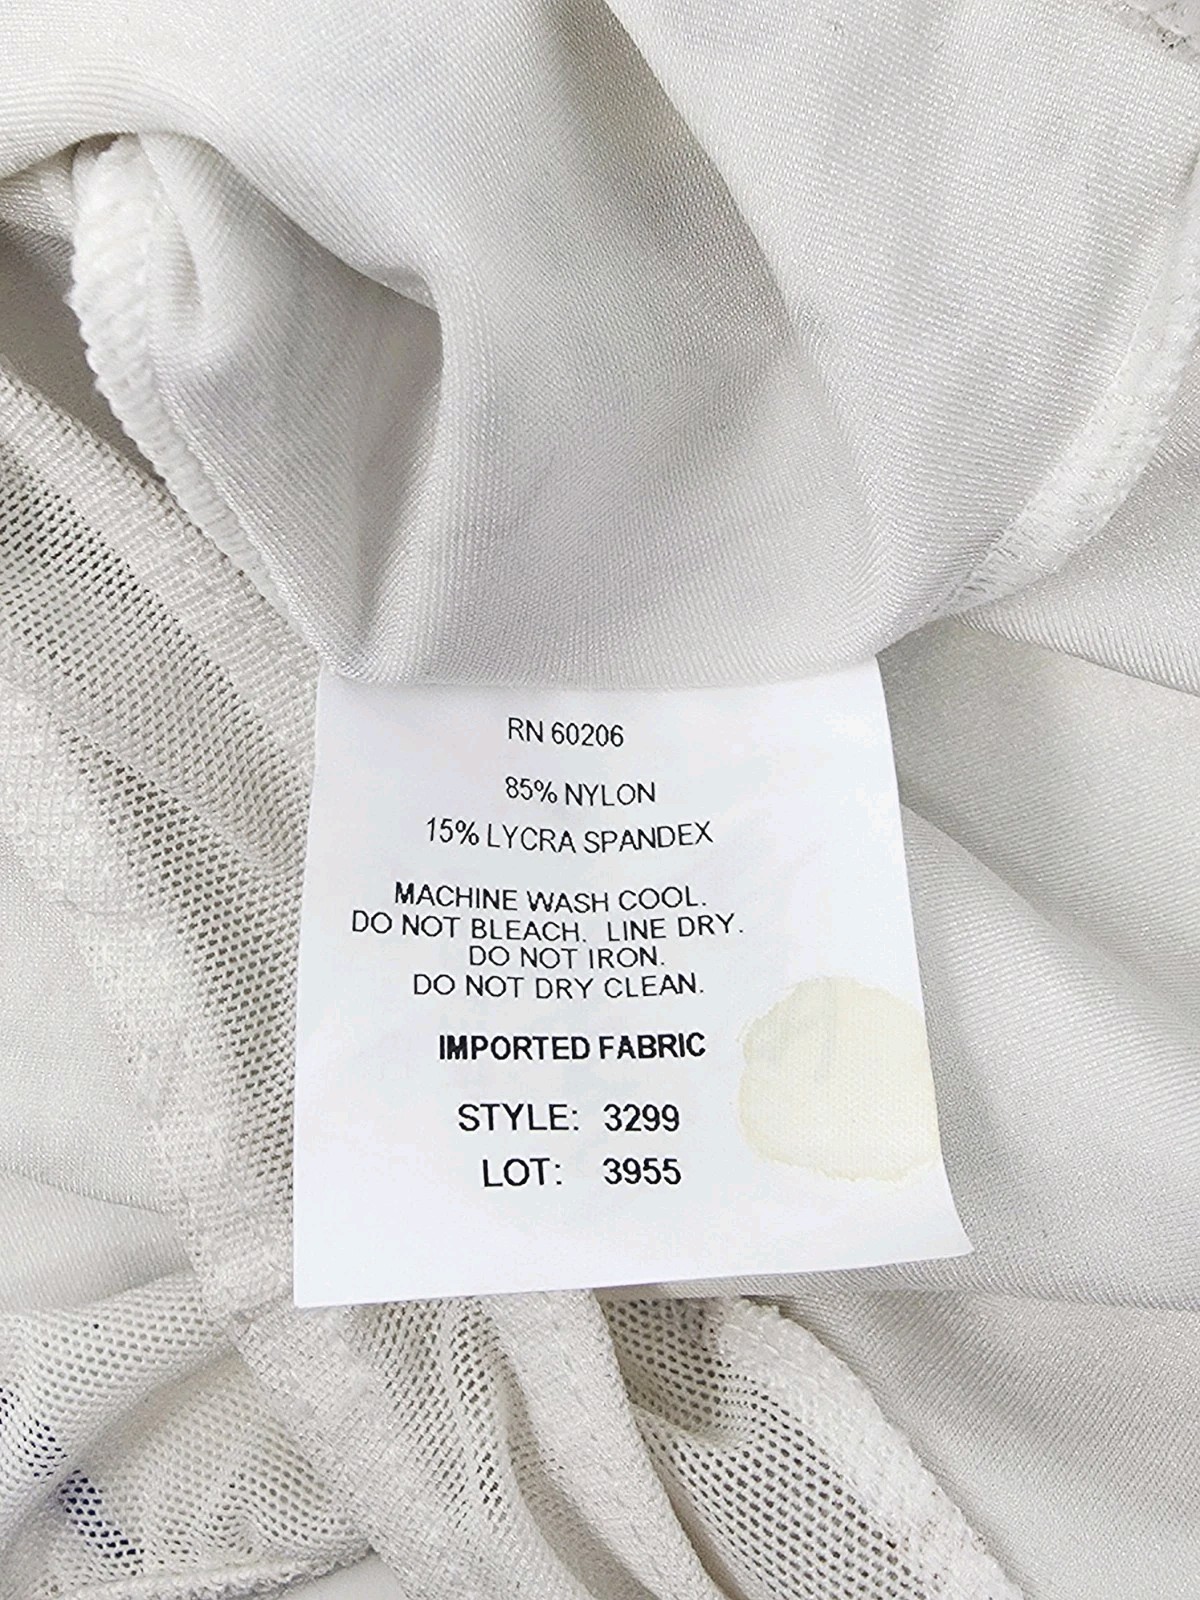 RN 60206
85% NYLON
15% LYCRA SPANDEX
MACHINE WASH COOL.
DO NOT BLEACH. LINE DRY.
DO NOT IRON.
DO NOT DRY CLEAN.
IMPORTED FABRIC
STYLE: 3299
LOT: 3955